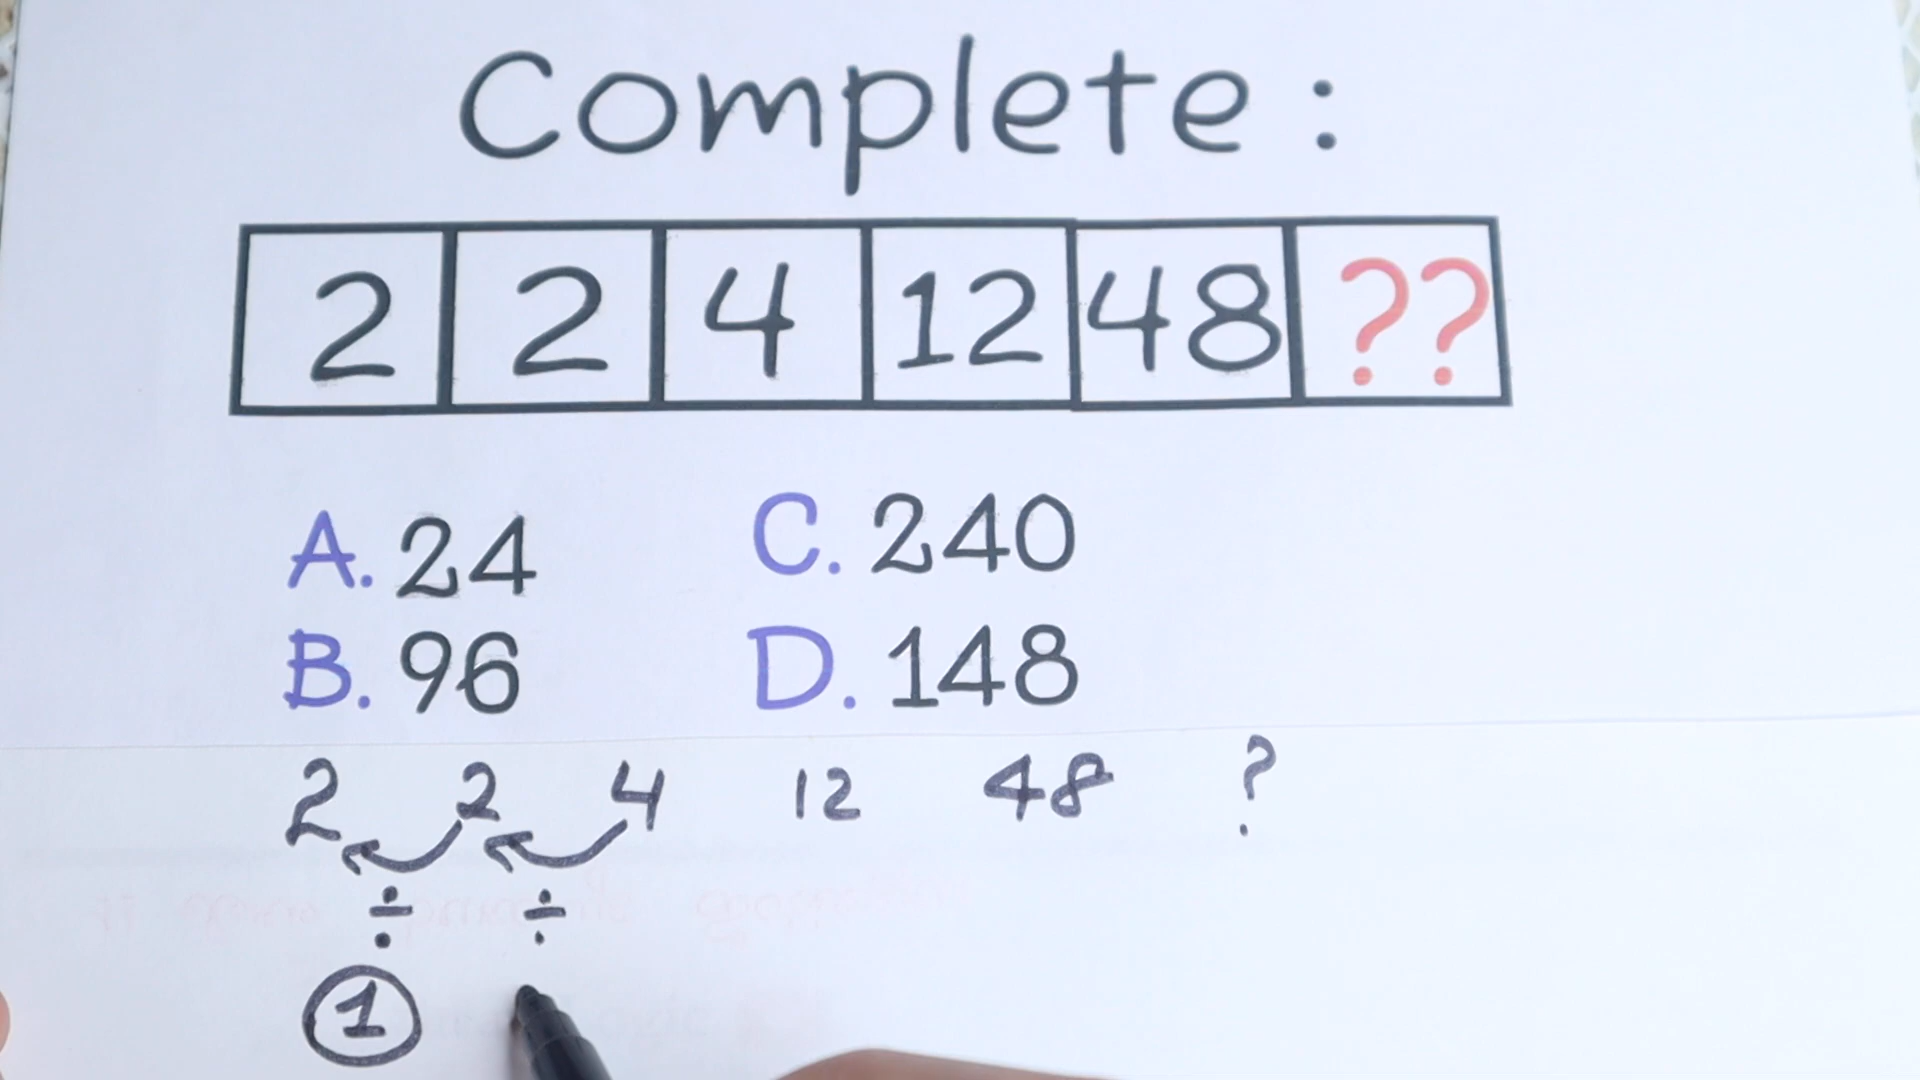 Complete :
2 2 4 12 48 ??
A. 24 C. 240
B. 96 D. 148
2 2 4 12 48 ?
÷ ÷
1